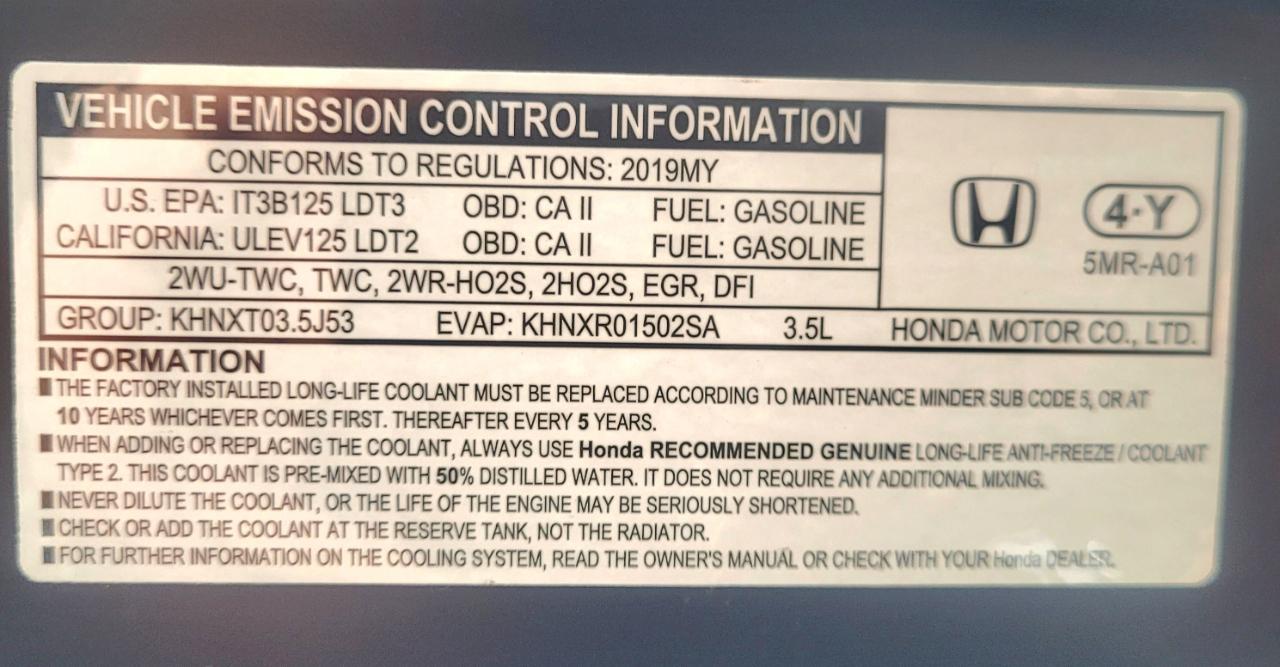 VEHICLE EMISSION CONTROL INFORMATION
CONFORMS TO REGULATIONS: 2019MY
U.S. EPA: IT3B125 LDT3 OBD: CA II FUEL: GASOLINE
CALIFORNIA: ULEV125 LDT2 OBD: CA II FUEL: GASOLINE
4·Y
5MR-A01
2WU-TWC, TWC, 2WR-HO2S, 2HO2S, EGR, DFI
GROUP: KHNXT03.5J53 EVAP: KHNXR01502SA 3.5L HONDA MOTOR CO., LTD.
INFORMATION
■ THE FACTORY INSTALLED LONG-LIFE COOLANT MUST BE REPLACED ACCORDING TO MAINTENANCE MINDER SUB CODE 5, OR AT
10 YEARS WHICHEVER COMES FIRST. THEREAFTER EVERY 5 YEARS.
■ WHEN ADDING OR REPLACING THE COOLANT, ALWAYS USE Honda RECOMMENDED GENUINE LONG-LIFE ANTI-FREEZE / COOLANT
TYPE 2. THIS COOLANT IS PRE-MIXED WITH 50% DISTILLED WATER. IT DOES NOT REQUIRE ANY ADDITIONAL MIXING.
■ NEVER DILUTE THE COOLANT, OR THE LIFE OF THE ENGINE MAY BE SERIOUSLY SHORTENED.
■ CHECK OR ADD THE COOLANT AT THE RESERVE TANK, NOT THE RADIATOR.
■ FOR FURTHER INFORMATION ON THE COOLING SYSTEM, READ THE OWNER'S MANUAL OR CHECK WITH YOUR Honda DEALER.